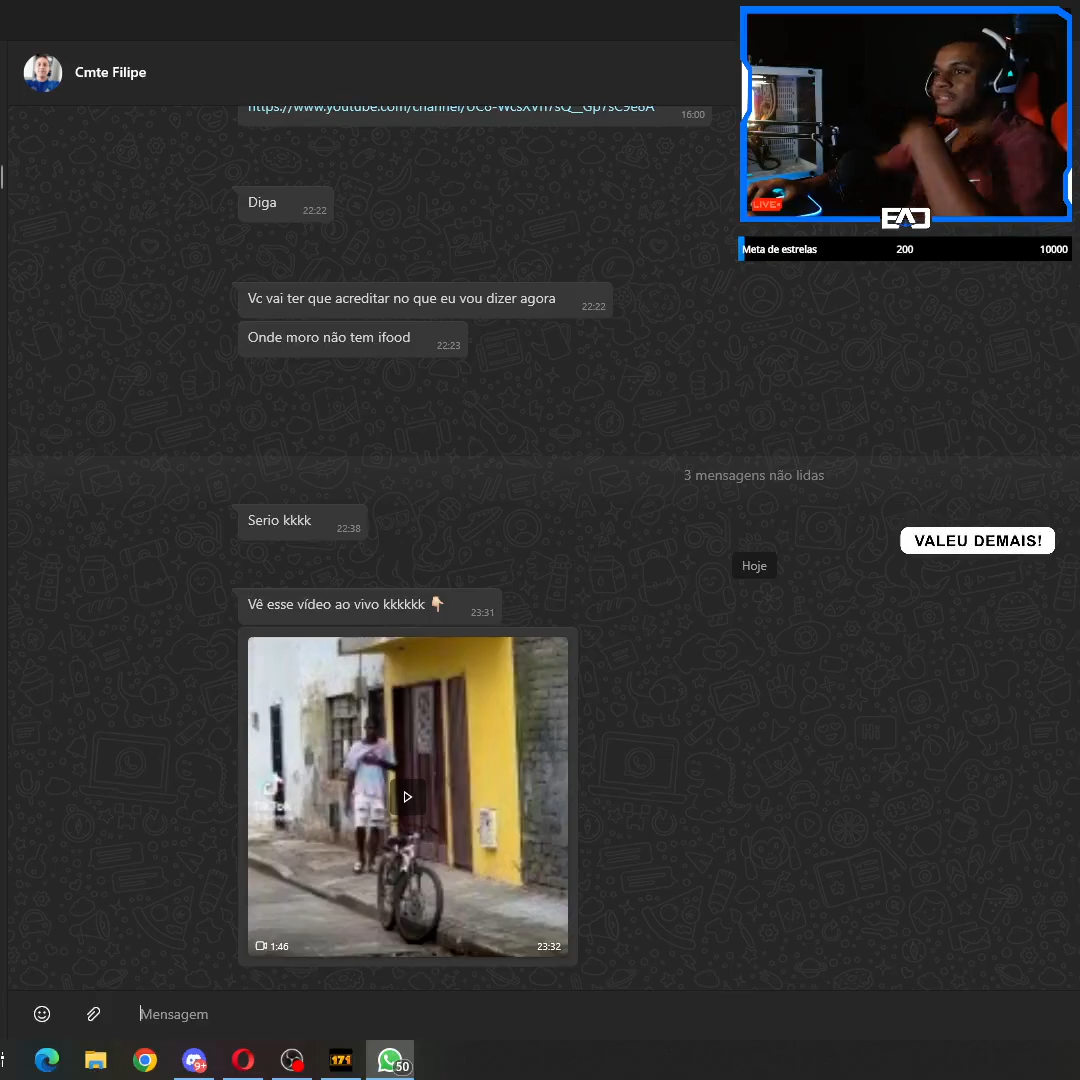 Cmte Filipe
16:00
LIVE
EAD
Meta de estrelas 200 10000
Diga
22:22
Vc vai ter que acreditar no que eu vou dizer agora
22:22
Onde moro não tem ifood
22:23
3 mensagens não lidas
Serio kkkk
22:38
VALEU DEMAIS!
Hoje
Vê esse vídeo ao vivo kkkkkk 👇🏼
23:31
TikTok
1:46
23:32
Mensagem
9+
171
50